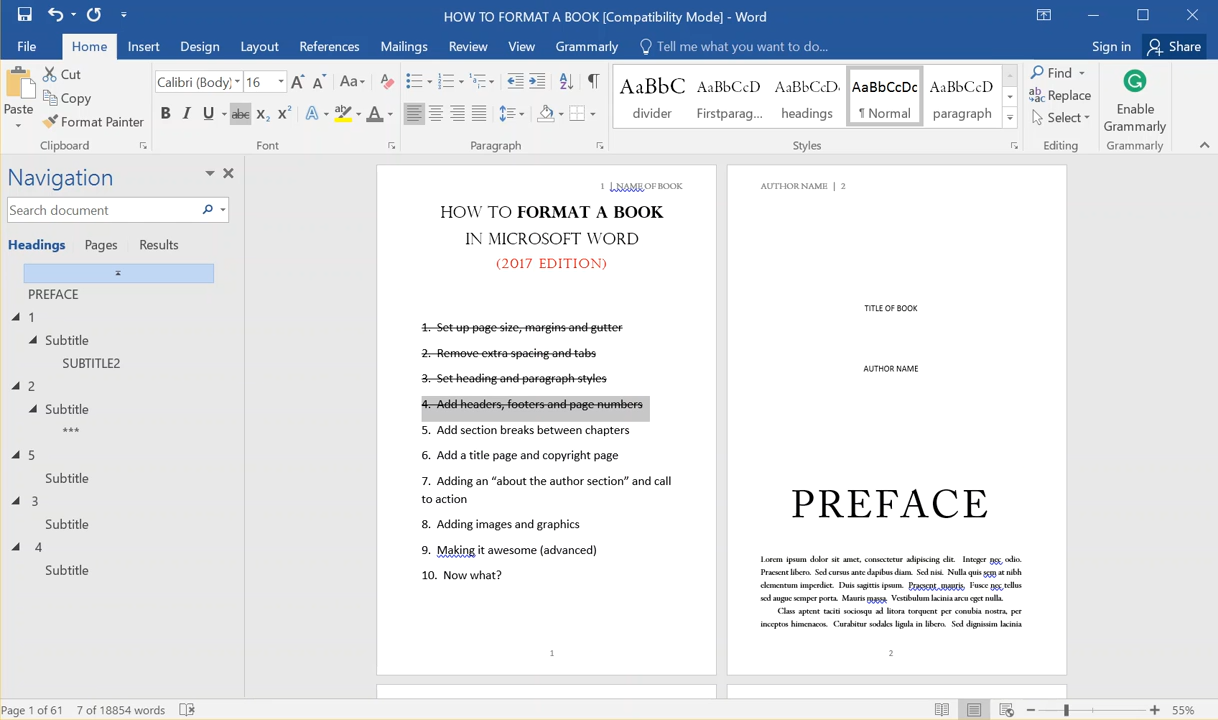 HOW TO FORMAT A BOOK [Compatibility Mode] - Word
File Home Insert Design Layout References Mailings Review View Grammarly Tell me what you want to do... Sign in Share
Paste
Cut
Copy
Format Painter
Clipboard
Calibri (Body) 16
Aa
B I U abc X₂ X² A A
Font
Paragraph
AaBbC AaBbCcD AaBbCcD AaBbCcDc AaBbCcD
divider Firstparag... headings ¶ Normal paragraph
Styles
Find
Replace
Select
Editing
Enable
Grammarly
Grammarly
Navigation
Search document
Headings Pages Results
PREFACE
1
Subtitle
SUBTITLE2
2
Subtitle
***
5
Subtitle
3
Subtitle
4
Subtitle
1 | NAME OF BOOK
HOW TO FORMAT A BOOK
IN MICROSOFT WORD
(2017 EDITION)
1. Set up page size, margins and gutter
2. Remove extra spacing and tabs
3. Set heading and paragraph styles
4. Add headers, footers and page numbers
5. Add section breaks between chapters
6. Add a title page and copyright page
7. Adding an “about the author section” and call
to action
8. Adding images and graphics
9. Making it awesome (advanced)
10. Now what?
1
AUTHOR NAME | 2
TITLE OF BOOK
AUTHOR NAME
PREFACE
Lorem ipsum dolor sit amet, consectetur adipiscing elit. Integer nec odio.
Praesent libero. Sed cursus ante dapibus diam. Sed nisi. Nulla quis sem at nibh
elementum imperdiet. Duis sagittis ipsum. Praesent mauris. Fusce nec tellus
sed augue semper porta. Mauris massa. Vestibulum lacinia arcu eget nulla.
Class aptent taciti sociosqu ad litora torquent per conubia nostra, per
inceptos himenaeos. Curabitur sodales ligula in libero. Sed dignissim lacinia
2
Page 1 of 61 7 of 18854 words 55%